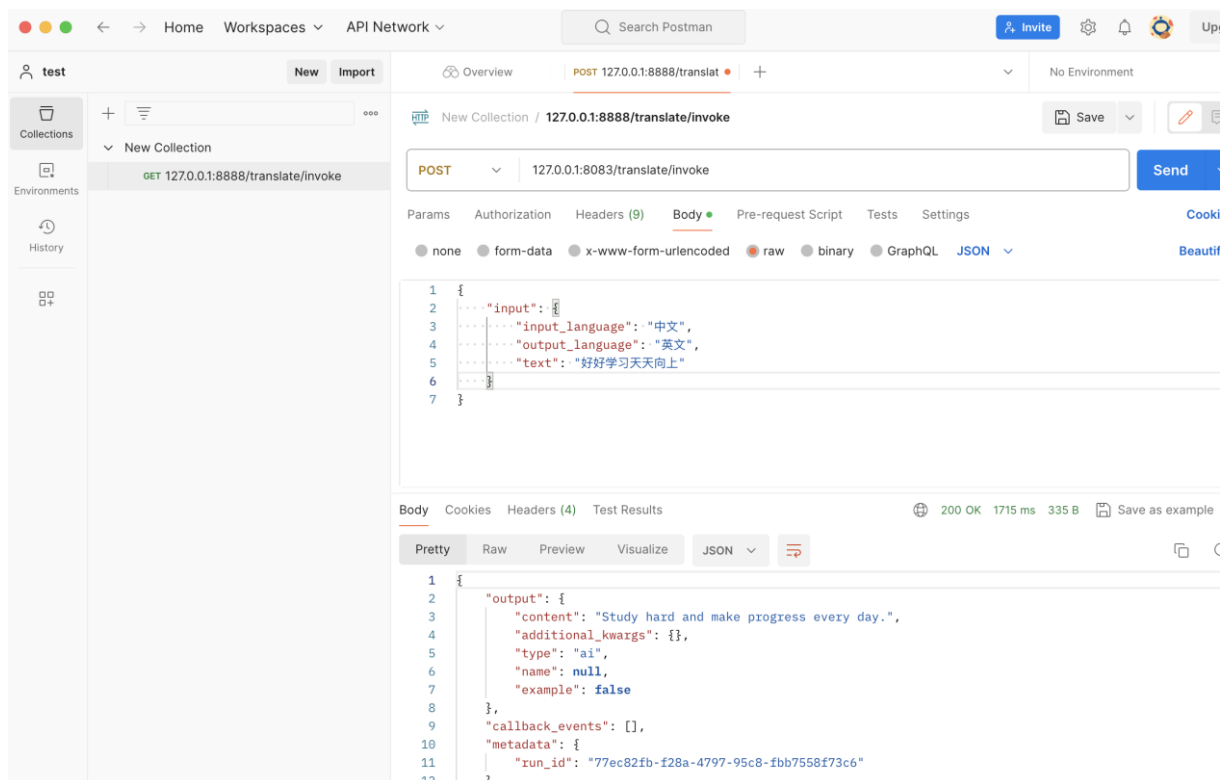 Home Workspaces API Network Search Postman Invite Upg
test New Import Overview POST 127.0.0.1:8888/translat No Environment
Collections
New Collection / 127.0.0.1:8888/translate/invoke Save
New Collection
GET 127.0.0.1:8888/translate/invoke
POST 127.0.0.1:8083/translate/invoke Send
Environments
History
Params Authorization Headers (9) Body Pre-request Script Tests Settings Cooki
none form-data x-www-form-urlencoded raw binary GraphQL JSON Beautif
1 {
2 "input": {
3 "input_language": "中文",
4 "output_language": "英文",
5 "text": "好好学习天天向上"
6 }
7 }
Body Cookies Headers (4) Test Results 200 OK 1715 ms 335 B Save as example
Pretty Raw Preview Visualize JSON
1 {
2 "output": {
3 "content": "Study hard and make progress every day.",
4 "additional_kwargs": {},
5 "type": "ai",
6 "name": null,
7 "example": false
8 },
9 "callback_events": [],
10 "metadata": {
11 "run_id": "77ec82fb-f28a-4797-95c8-fbb7558f73c6"
12 }